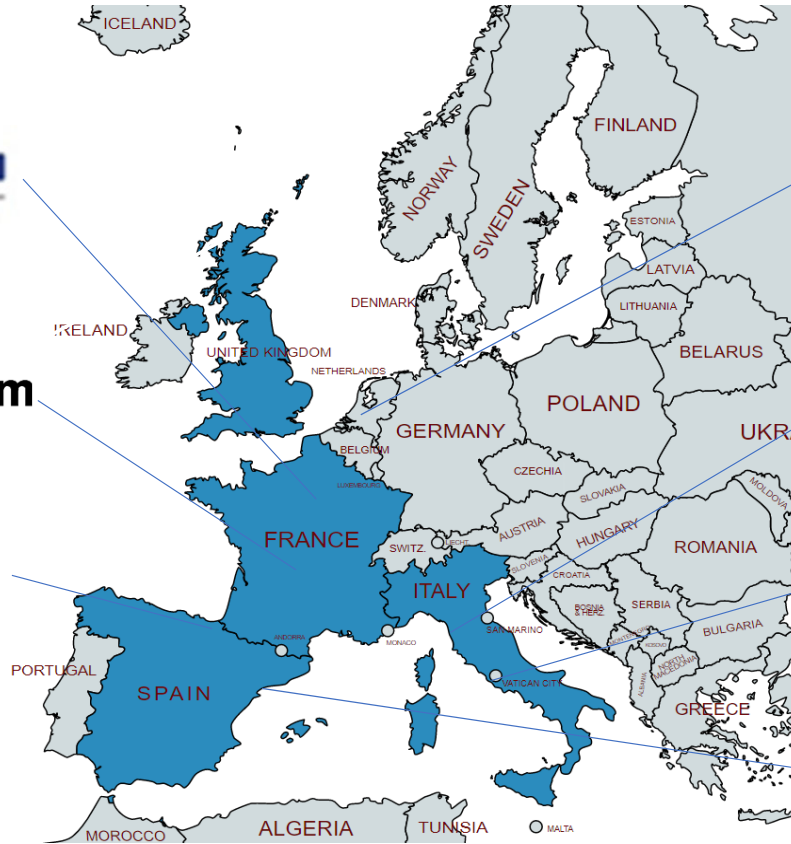 ICELAND
FINLAND
NORWAY
SWEDEN
ESTONIA
LATVIA
DENMARK
LITHUANIA
IRELAND
UNITED KINGDOM
BELARUS
NETHERLANDS
m
POLAND
GERMANY
UKR
BELGIUM
CZECHIA
LUXEMBOURG
SLOVAKIA
MOLDOVA
AUSTRIA
HUNGARY
FRANCE
SWITZ.
LIECHT.
ROMANIA
SLOVENIA
CROATIA
ITALY
BOSNIA
& HERZ.
SERBIA
SAN MARINO
BULGARIA
MONTENEGRO
KOSOVO
ANDORRA
MONACO
NORTH
MACEDONIA
PORTUGAL
SPAIN
VATICAN CITY
ALBANIA
GREECE
MOROCCO
ALGERIA
TUNISIA
MALTA